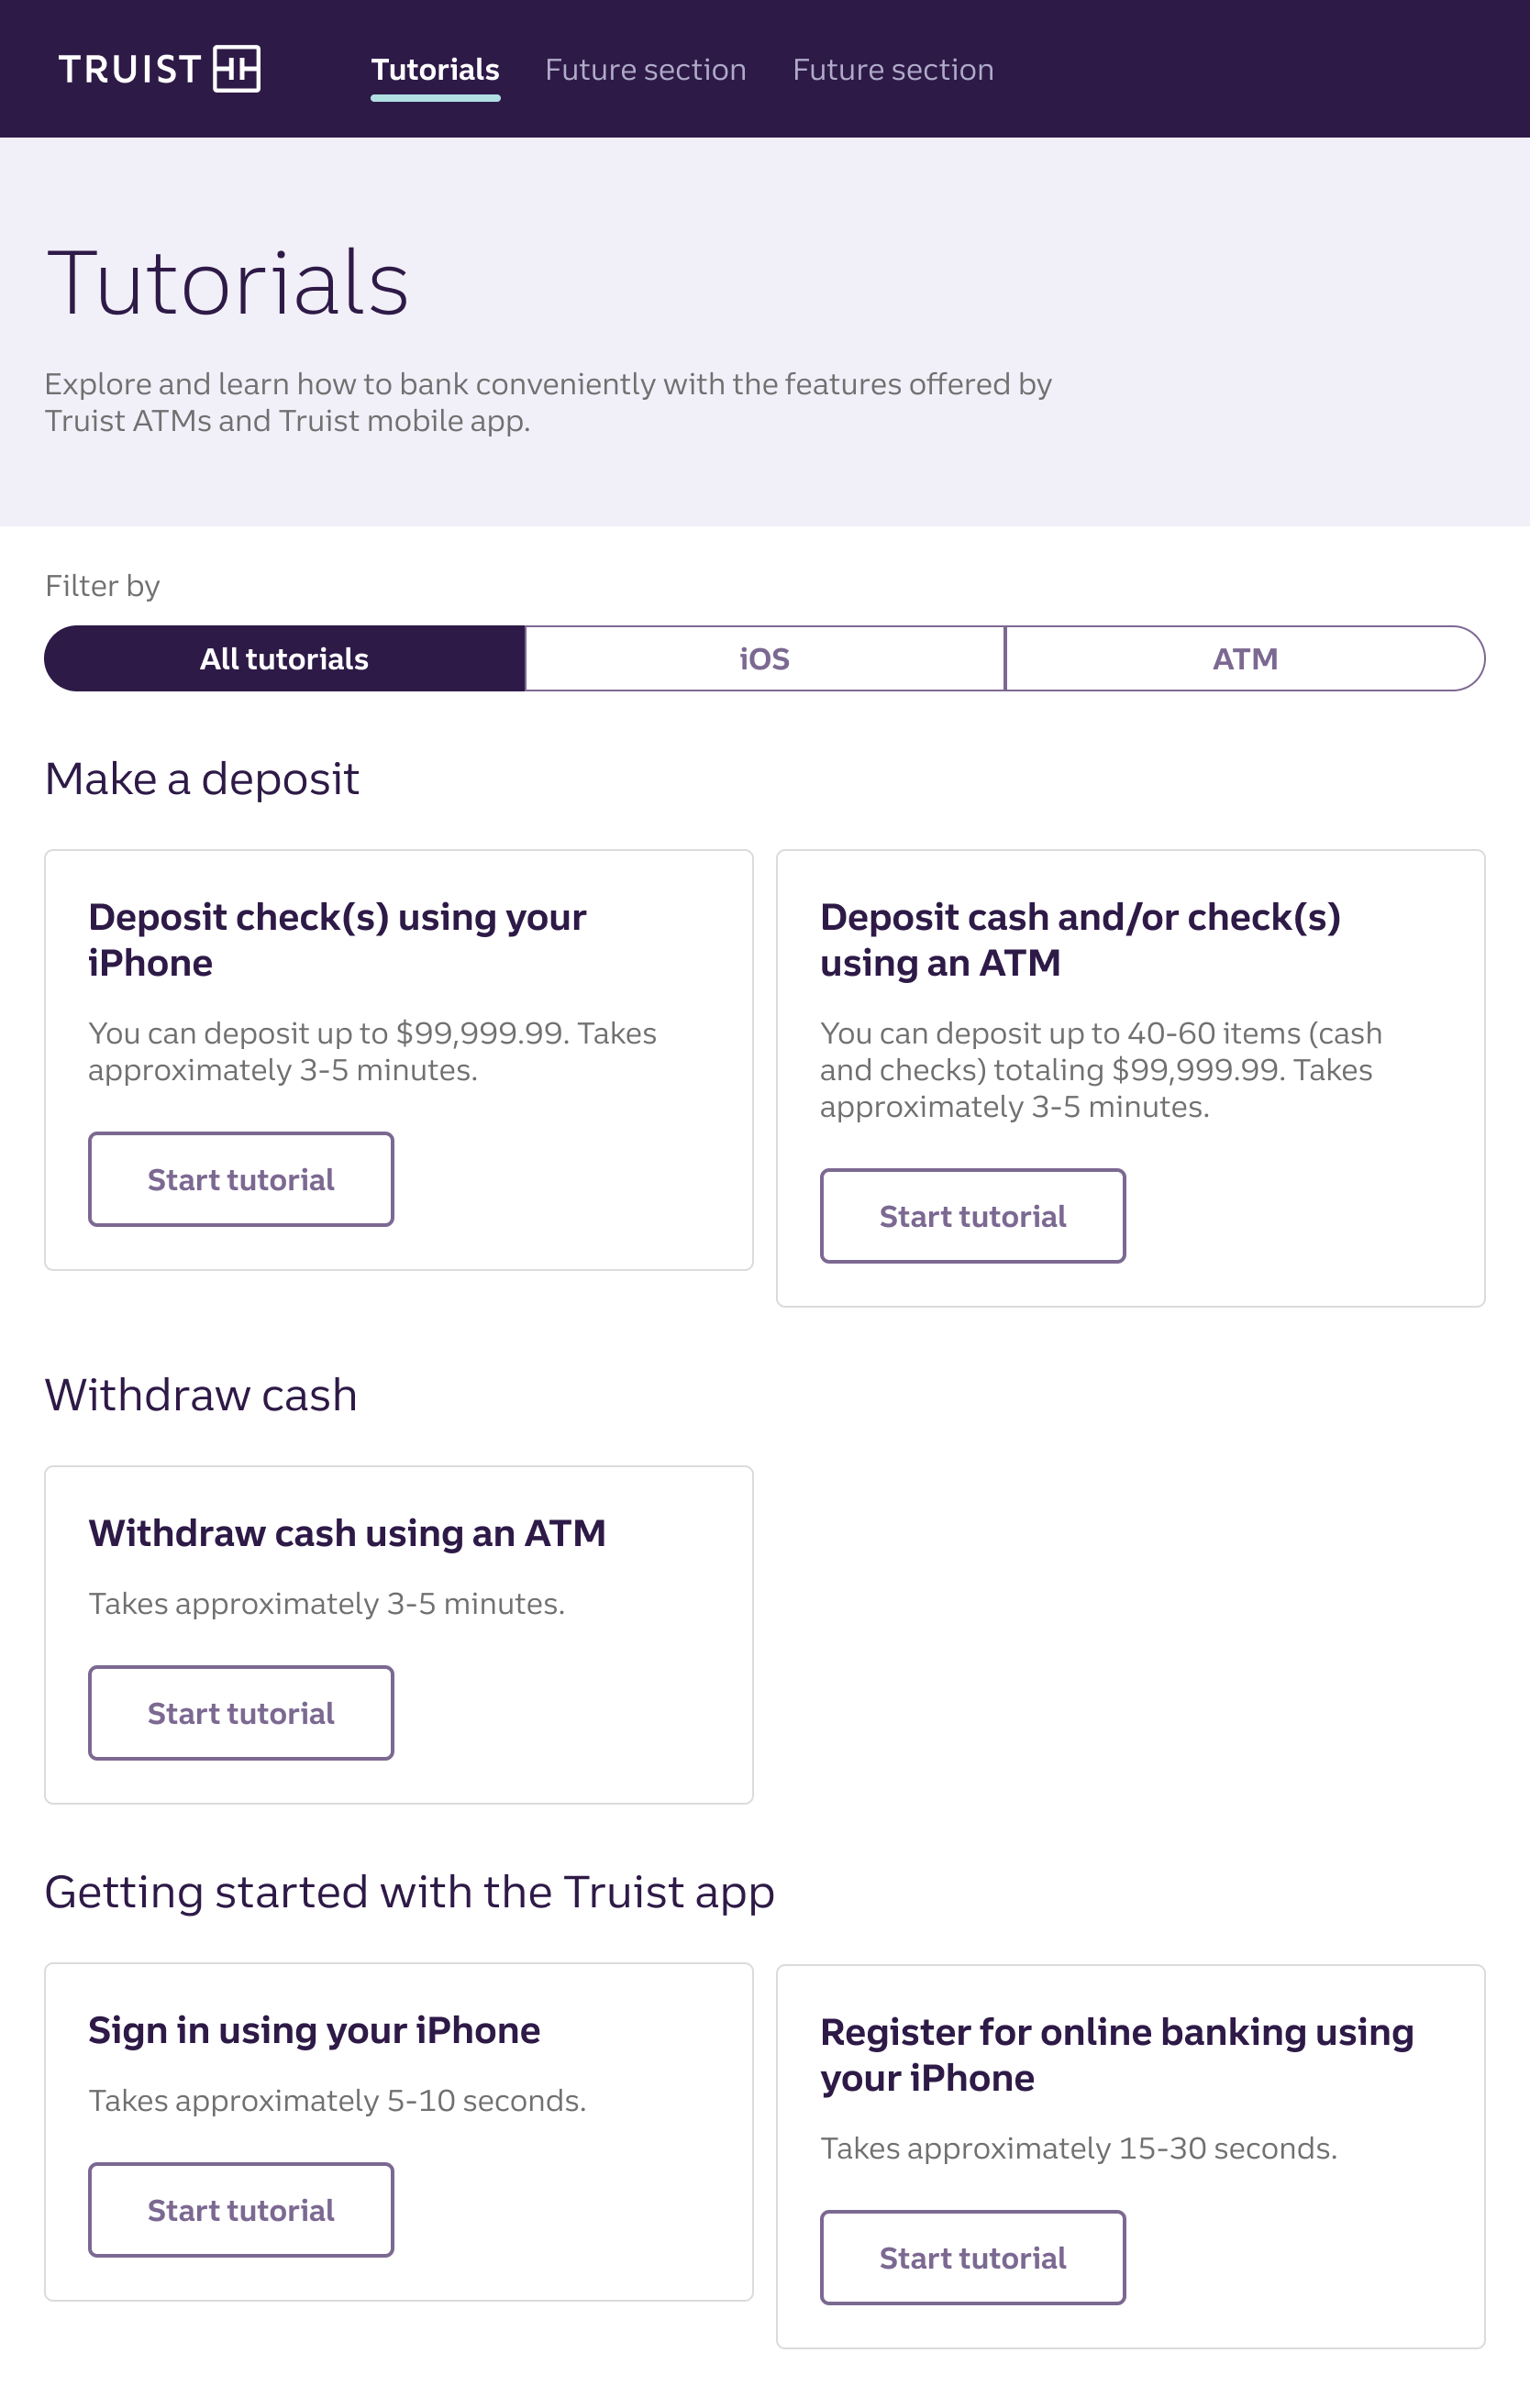 TRUIST
Tutorials
Future section
Future section
Tutorials
Explore and learn how to bank conveniently with the features offered by
Truist ATMs and Truist mobile app.
Filter by
All tutorials
iOS
ATM
Make a deposit
Deposit check(s) using your
iPhone
You can deposit up to $99,999.99. Takes
approximately 3-5 minutes.
Start tutorial
Deposit cash and/or check(s)
using an ATM
You can deposit up to 40-60 items (cash
and checks) totaling $99,999.99. Takes
approximately 3-5 minutes.
Start tutorial
Withdraw cash
Withdraw cash using an ATM
Takes approximately 3-5 minutes.
Start tutorial
Getting started with the Truist app
Sign in using your iPhone
Takes approximately 5-10 seconds.
Start tutorial
Register for online banking using
your iPhone
Takes approximately 15-30 seconds.
Start tutorial